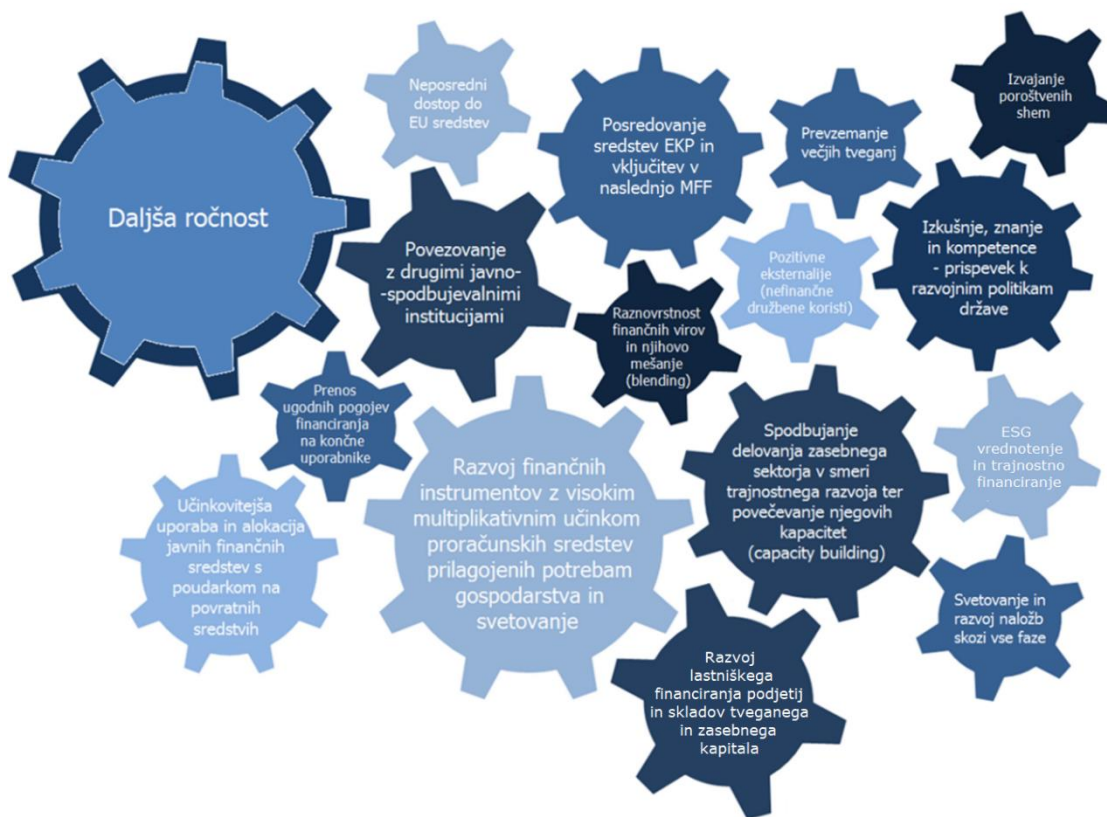 Daljša ročnost
Neposredni
dostop do
EU sredstev
Posredovanje
sredstev EKP in
vključitev v
naslednjo MFF
Prevzemanje
večjih tveganj
Izvajanje
poroštvenih
shem
Povezovanje
z drugimi javno-
-spodbujevalnimi
institucijami
Raznovrstnost
finančnih virov
in njihovo
mešanje
(blending)
Pozitivne
eksternalije
(nefinančne
družbene koristi)
Izkušnje, znanje
in kompetence
- prispevek k
razvojnim politikam
države
Prenos
ugodnih pogojev
financiranja
na končne
uporabnike
Učinkovitejša
uporaba in alokacija
javnih finančnih
sredstev s
poudarkom na
povratnih
sredstvih
Razvoj finančnih
instrumentov z visokim
multiplikativnim učinkom
proračunskih sredstev
prilagojenih potrebam
gospodarstva in
svetovanje
Spodbujanje
delovanja zasebnega
sektorja v smeri
trajnostnega razvoja ter
povečevanje njegovih
kapacitet
(capacity building)
ESG
vrednotenje
in trajnostno
financiranje
Svetovanje in
razvoj naložb
skozi vse faze
Razvoj
lastniškega
financiranja podjetij
in skladov tveganega
in zasebnega
kapitala